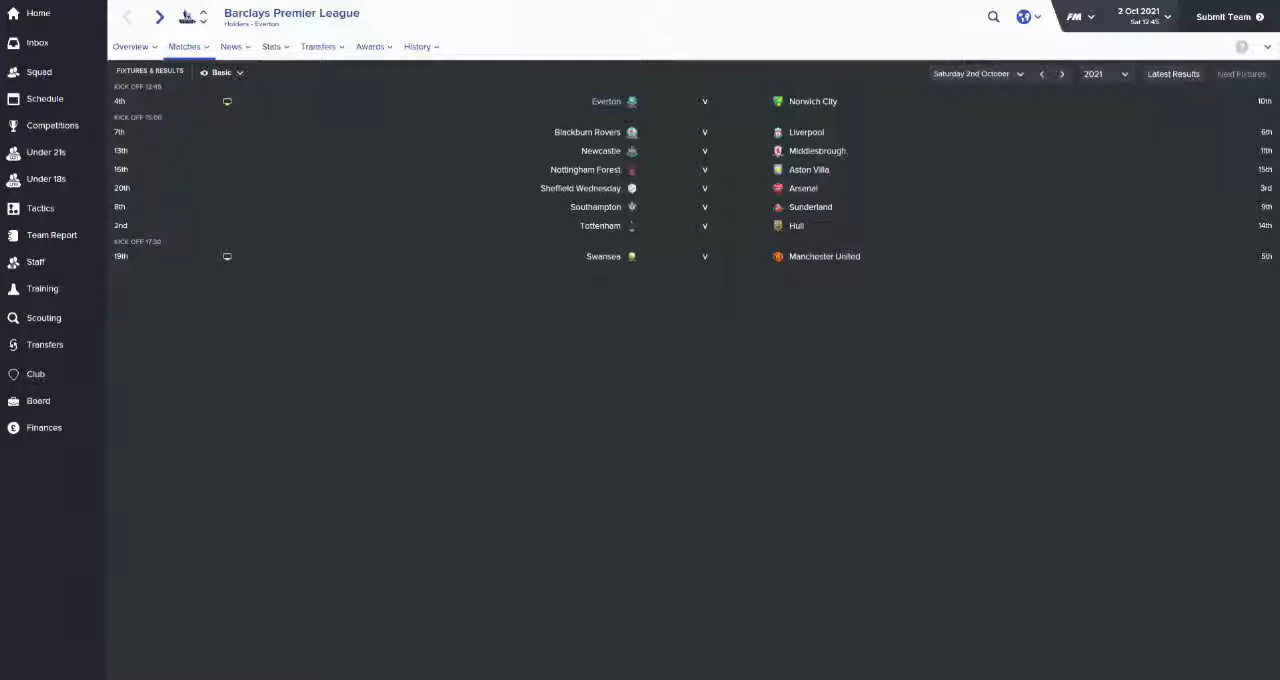 Home
Inbox
Squad
Schedule
Competitions
Under 21s
Under 18s
Tactics
Team Report
Staff
Training
Scouting
Transfers
Club
Board
Finances
Barclays Premier League
Holders - Everton
2 Oct 2021
Sat 12:45
FM
Submit Team
Overview Matches News Stats Transfers Awards History
FIXTURES & RESULTS Basic Saturday 2nd October 2021 Latest Results Next Fixtures
KICK OFF 12:45
4th Everton v Norwich City 10th
KICK OFF 15:00
7th Blackburn Rovers v Liverpool 6th
13th Newcastle v Middlesbrough 11th
16th Nottingham Forest v Aston Villa 15th
20th Sheffield Wednesday v Arsenal 3rd
8th Southampton v Sunderland 9th
2nd Tottenham v Hull 14th
KICK OFF 17:30
19th Swansea v Manchester United 5th